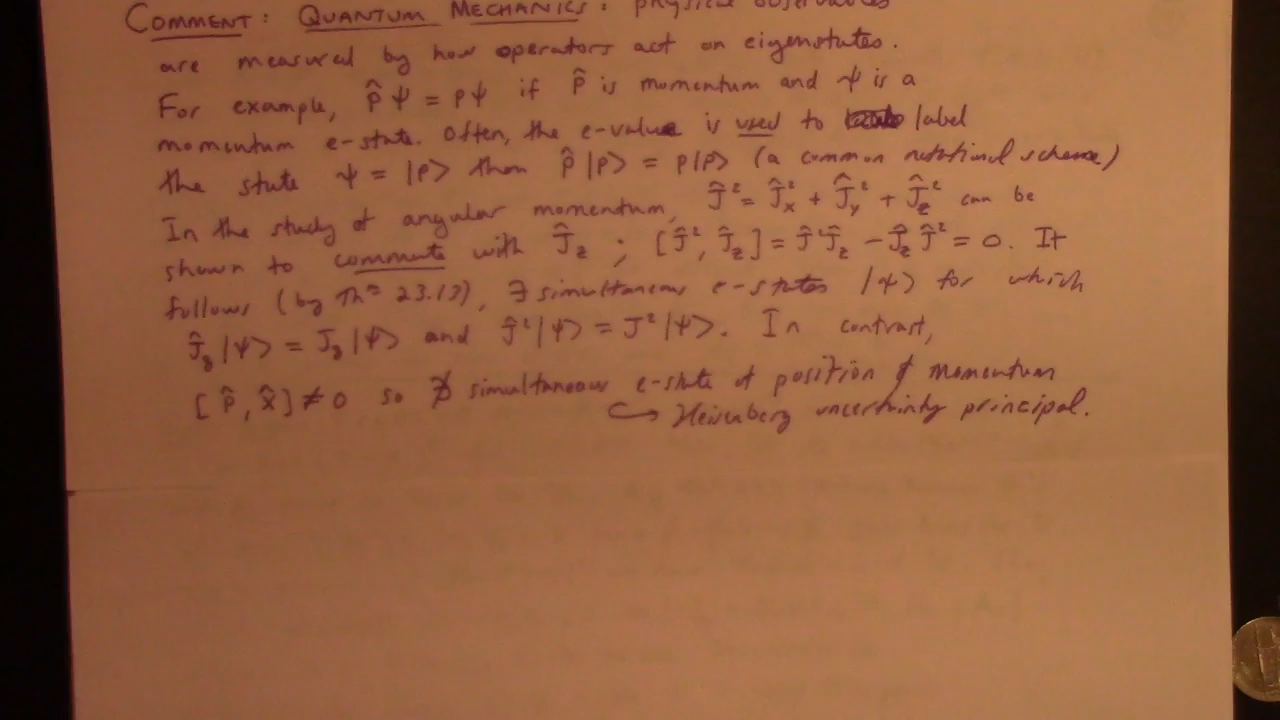 COMMENT: QUANTUM MECHANICS: physical observables
are measured by how operators act on eigenstates.
For example, p̂ψ = pψ if p̂ is momentum and ψ is a
momentum e-state. Often, the e-value is used to label
the state ψ = |p⟩ then p̂|p⟩ = p|p⟩ (a common notational scheme)
In the study of angular momentum, Ĵ² = Ĵx² + Ĵy² + Ĵz² can be
shown to commute with Ĵz ; [Ĵ², Ĵz] = Ĵ²Ĵz − ĴzĴ² = 0. It
follows (by Thᵐ 23.13), ∃ simultaneous e-states |ψ⟩ for which
Ĵz|ψ⟩ = Jz|ψ⟩ and Ĵ²|ψ⟩ = J²|ψ⟩. In contrast,
[p̂, x̂] ≠ 0 so ∄ simultaneous e-state of position & momentum
↪ Heisenberg uncertainty principal.